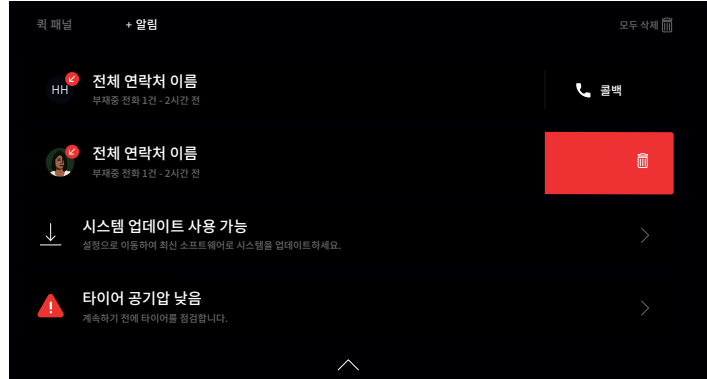 퀵 패널
+ 알림
모두 삭제
HH
전체 연락처 이름
부재중 전화 1건 - 2시간 전
콜백
전체 연락처 이름
부재중 전화 1건 - 2시간 전
시스템 업데이트 사용 가능
설정으로 이동하여 최신 소프트웨어로 시스템을 업데이트하세요.
타이어 공기압 낮음
계속하기 전에 타이어를 점검합니다.